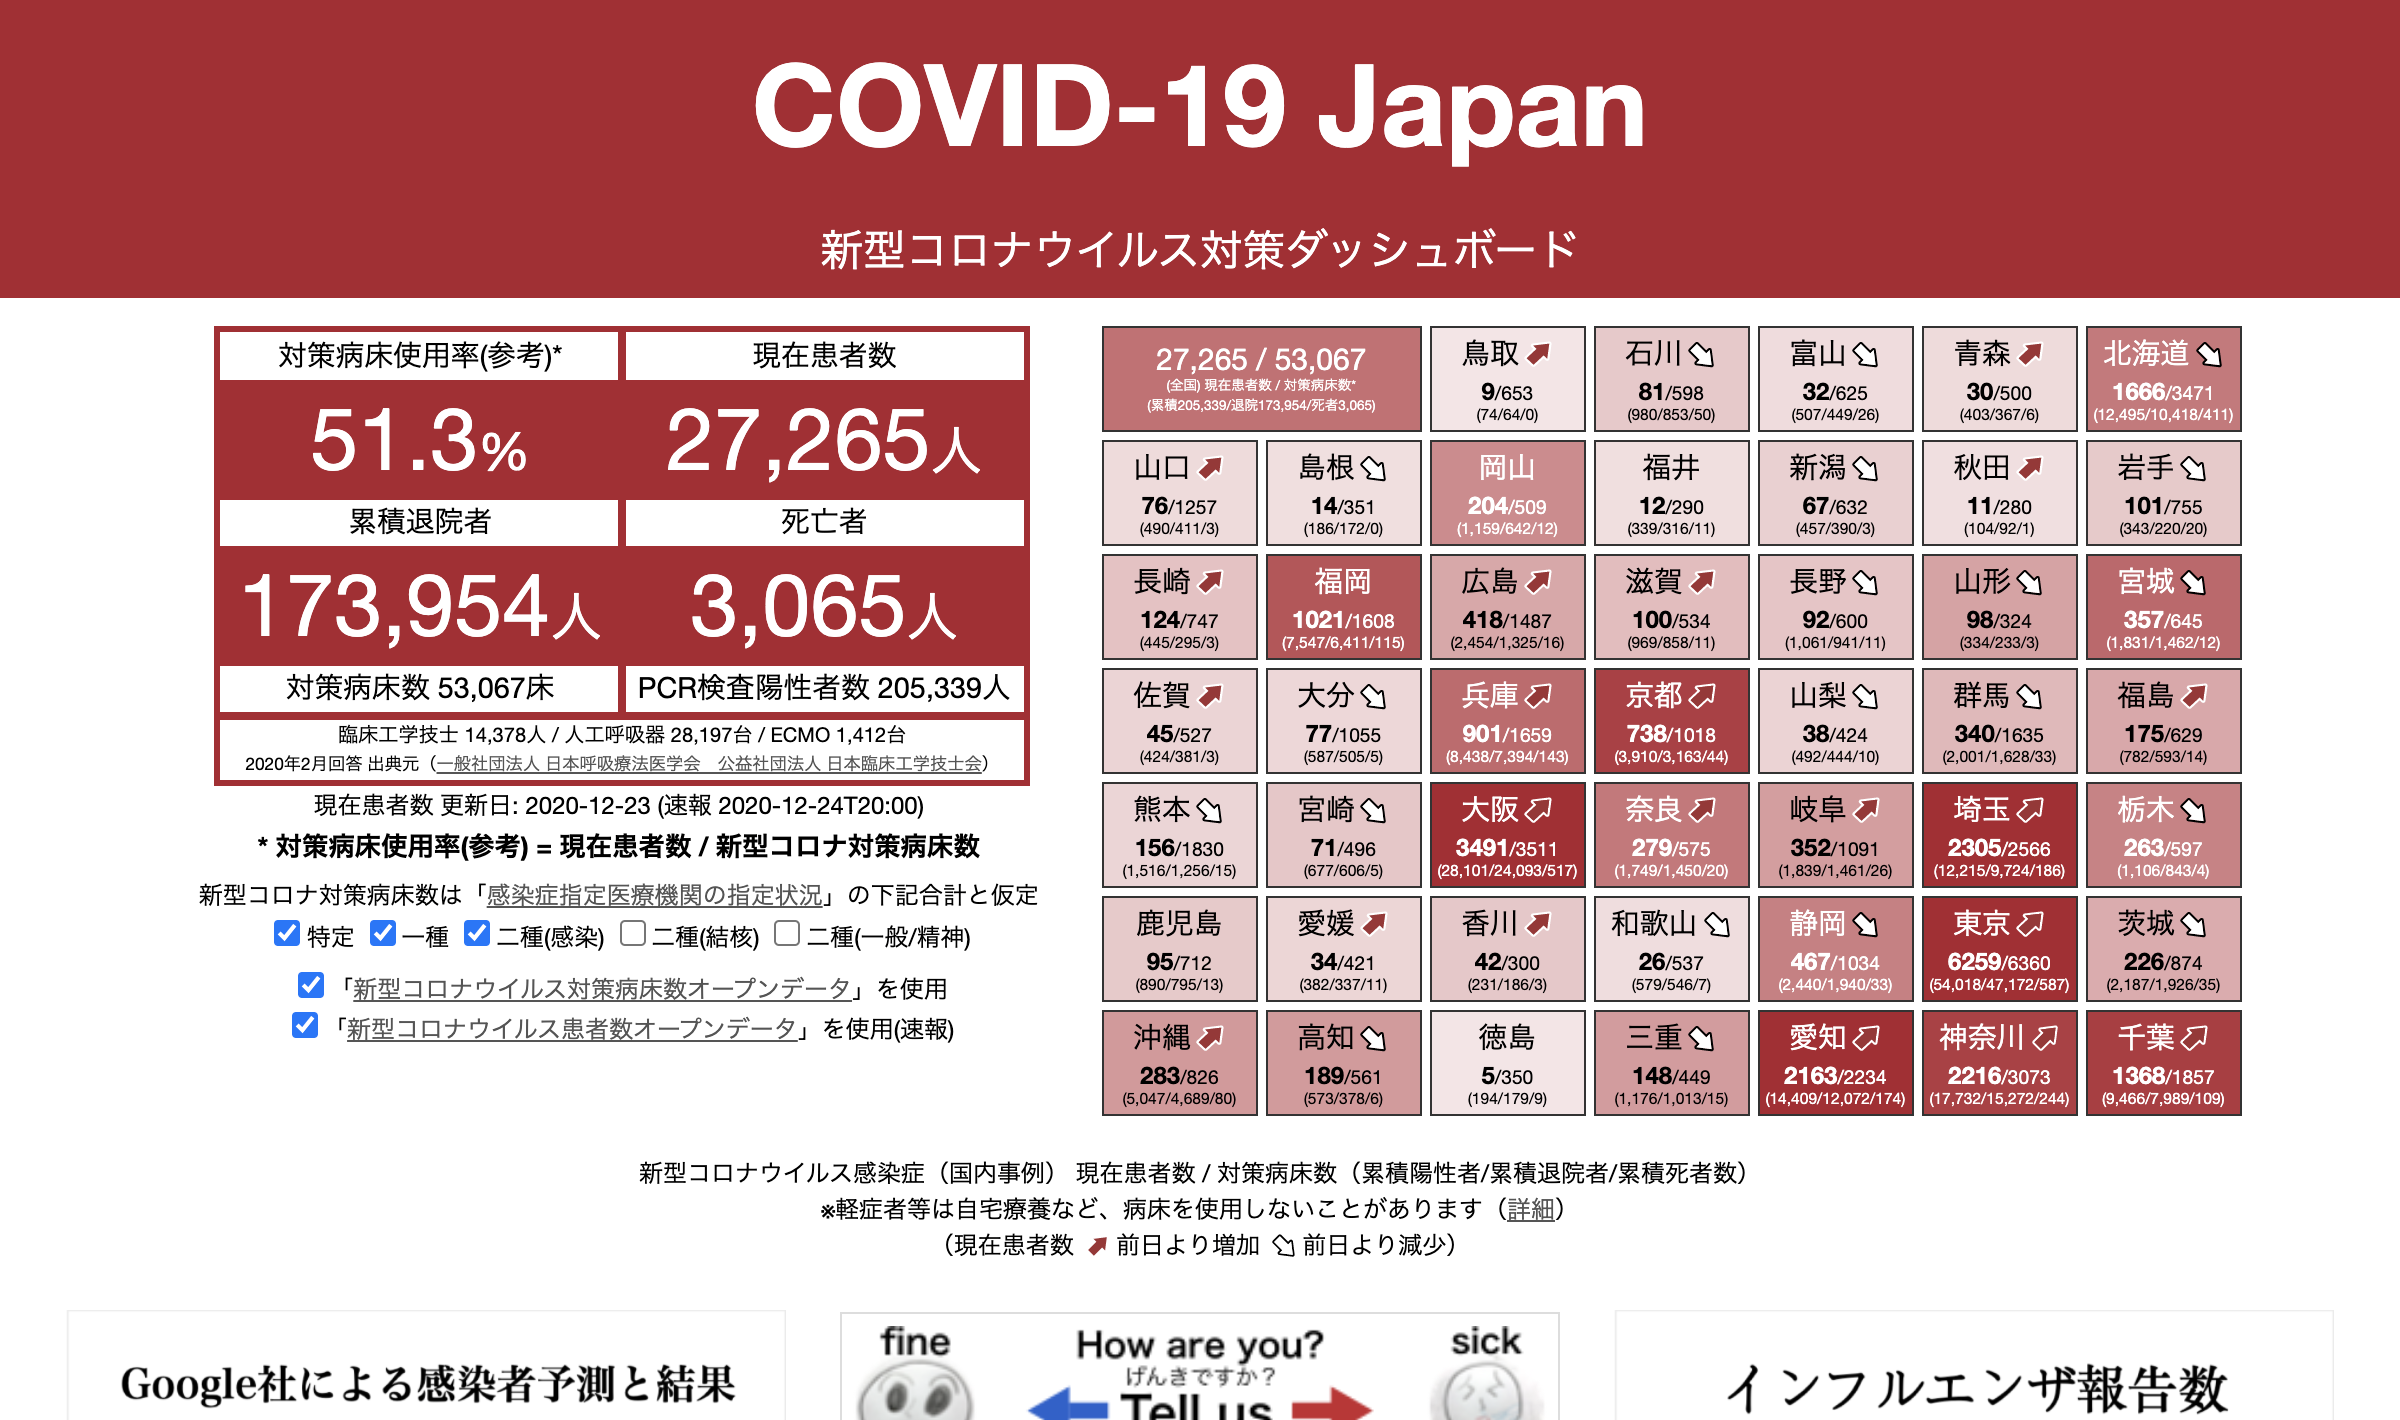 COVID-19 Japan
新型コロナウイルス対策ダッシュボード
対策病床使用率(参考)*
現在患者数
51.3%
27,265人
累積退院者
死亡者
173,954人
3,065人
対策病床数 53,067床
PCR検査陽性者数 205,339人
臨床工学技士 14,378人 / 人工呼吸器 28,197台 / ECMO 1,412台
2020年2月回答 出典元（一般社団法人 日本呼吸療法医学会　公益社団法人 日本臨床工学技士会）
現在患者数 更新日: 2020-12-23 (速報 2020-12-24T20:00)
* 対策病床使用率(参考) = 現在患者数 / 新型コロナ対策病床数
新型コロナ対策病床数は「感染症指定医療機関の指定状況」の下記合計と仮定
特定 一種 二種(感染) 二種(結核) 二種(一般/精神)
「新型コロナウイルス対策病床数オープンデータ」を使用
「新型コロナウイルス患者数オープンデータ」を使用(速報)
27,265 / 53,067
(全国) 現在患者数 / 対策病床数*
(累積205,339/退院173,954/死者3,065)
鳥取
9/653
(74/64/0)
石川
81/598
(980/853/50)
富山
32/625
(507/449/26)
青森
30/500
(403/367/6)
北海道
1666/3471
(12,495/10,418/411)
山口
76/1257
(490/411/3)
島根
14/351
(186/172/0)
岡山
204/509
(1,159/642/12)
福井
12/290
(339/316/11)
新潟
67/632
(457/390/3)
秋田
11/280
(104/92/1)
岩手
101/755
(343/220/20)
長崎
124/747
(445/295/3)
福岡
1021/1608
(7,547/6,411/115)
広島
418/1487
(2,454/1,325/16)
滋賀
100/534
(969/858/11)
長野
92/600
(1,061/941/11)
山形
98/324
(334/233/3)
宮城
357/645
(1,831/1,462/12)
佐賀
45/527
(424/381/3)
大分
77/1055
(587/505/5)
兵庫
901/1659
(8,438/7,394/143)
京都
738/1018
(3,910/3,163/44)
山梨
38/424
(492/444/10)
群馬
340/1635
(2,001/1,628/33)
福島
175/629
(782/593/14)
熊本
156/1830
(1,516/1,256/15)
宮崎
71/496
(677/606/5)
大阪
3491/3511
(28,101/24,093/517)
奈良
279/575
(1,749/1,450/20)
岐阜
352/1091
(1,839/1,461/26)
埼玉
2305/2566
(12,215/9,724/186)
栃木
263/597
(1,106/843/4)
鹿児島
95/712
(890/795/13)
愛媛
34/421
(382/337/11)
香川
42/300
(231/186/3)
和歌山
26/537
(579/546/7)
静岡
467/1034
(2,440/1,940/33)
東京
6259/6360
(54,018/47,172/587)
茨城
226/874
(2,187/1,926/35)
沖縄
283/826
(5,047/4,689/80)
高知
189/561
(573/378/6)
徳島
5/350
(194/179/9)
三重
148/449
(1,176/1,013/15)
愛知
2163/2234
(14,409/12,072/174)
神奈川
2216/3073
(17,732/15,272/244)
千葉
1368/1857
(9,466/7,989/109)
新型コロナウイルス感染症（国内事例） 現在患者数 / 対策病床数（累積陽性者/累積退院者/累積死者数）
※軽症者等は自宅療養など、病床を使用しないことがあります（詳細）
（現在患者数 前日より増加 前日より減少）
Google社による感染者予測と結果
fine
How are you?
sick
げんきですか？
Tell us
インフルエンザ報告数